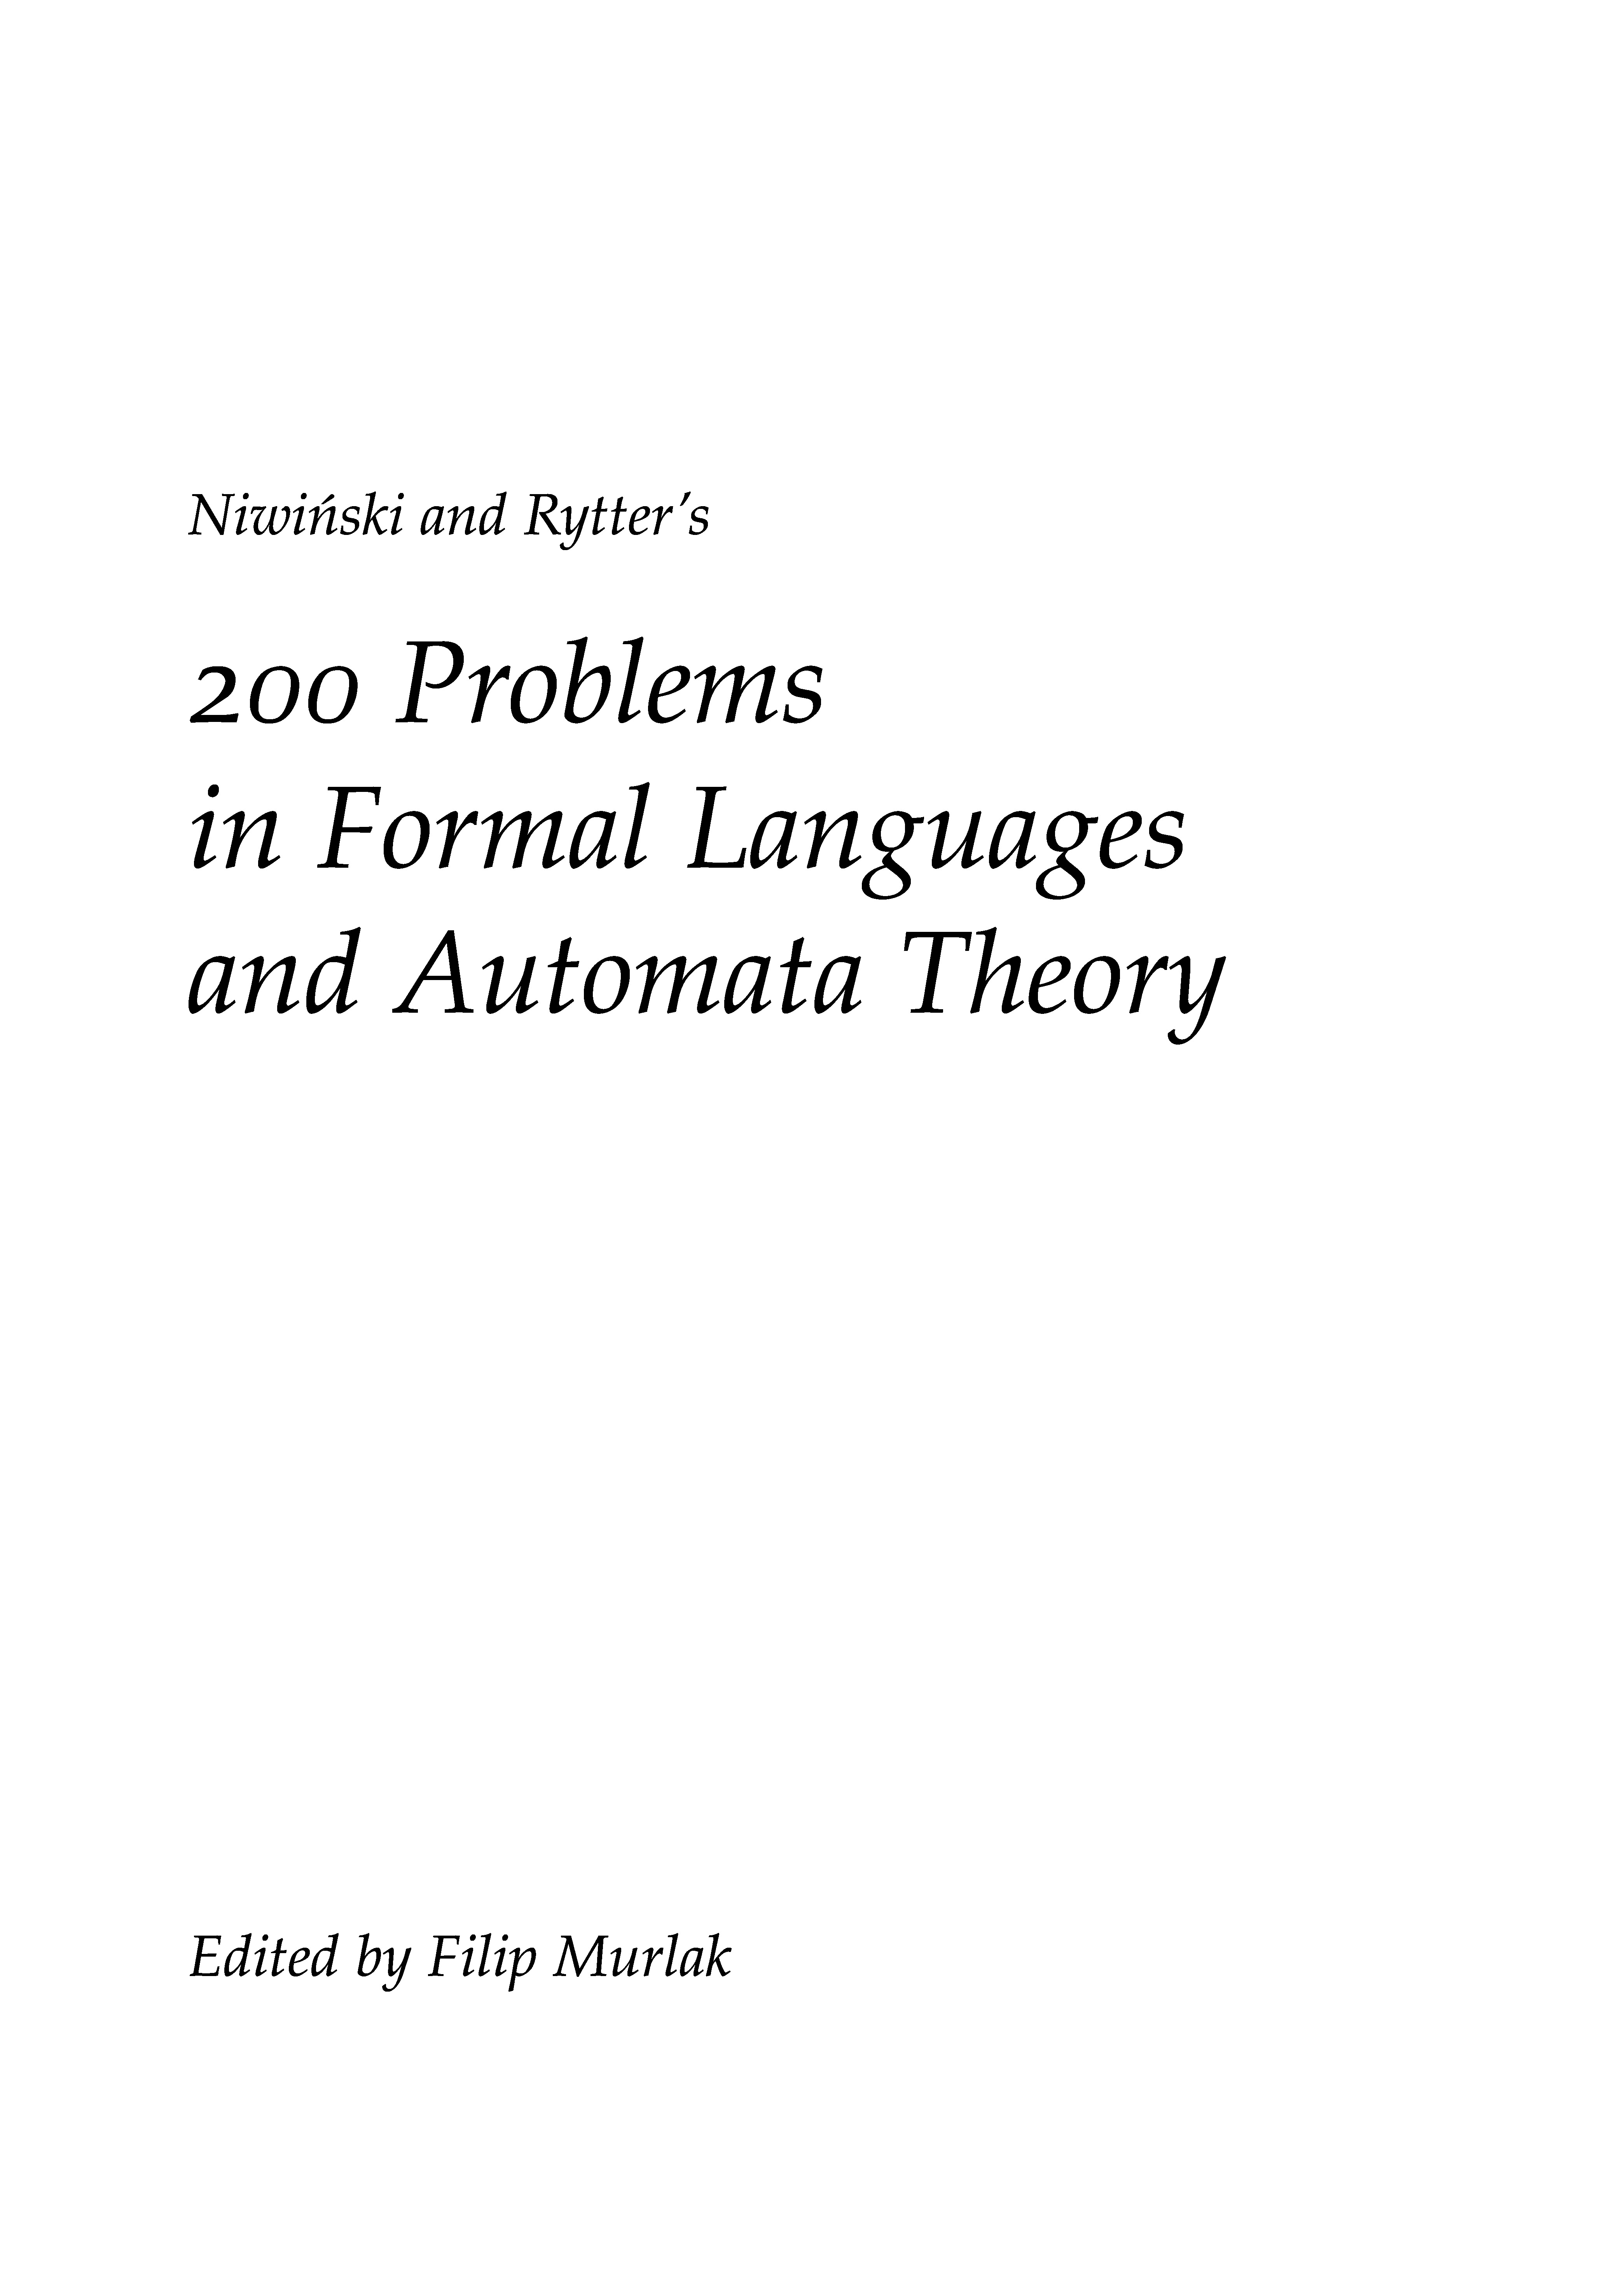 Niwiński and Rytter's
200 Problems
in Formal Languages
and Automata Theory
Edited by Filip Murlak